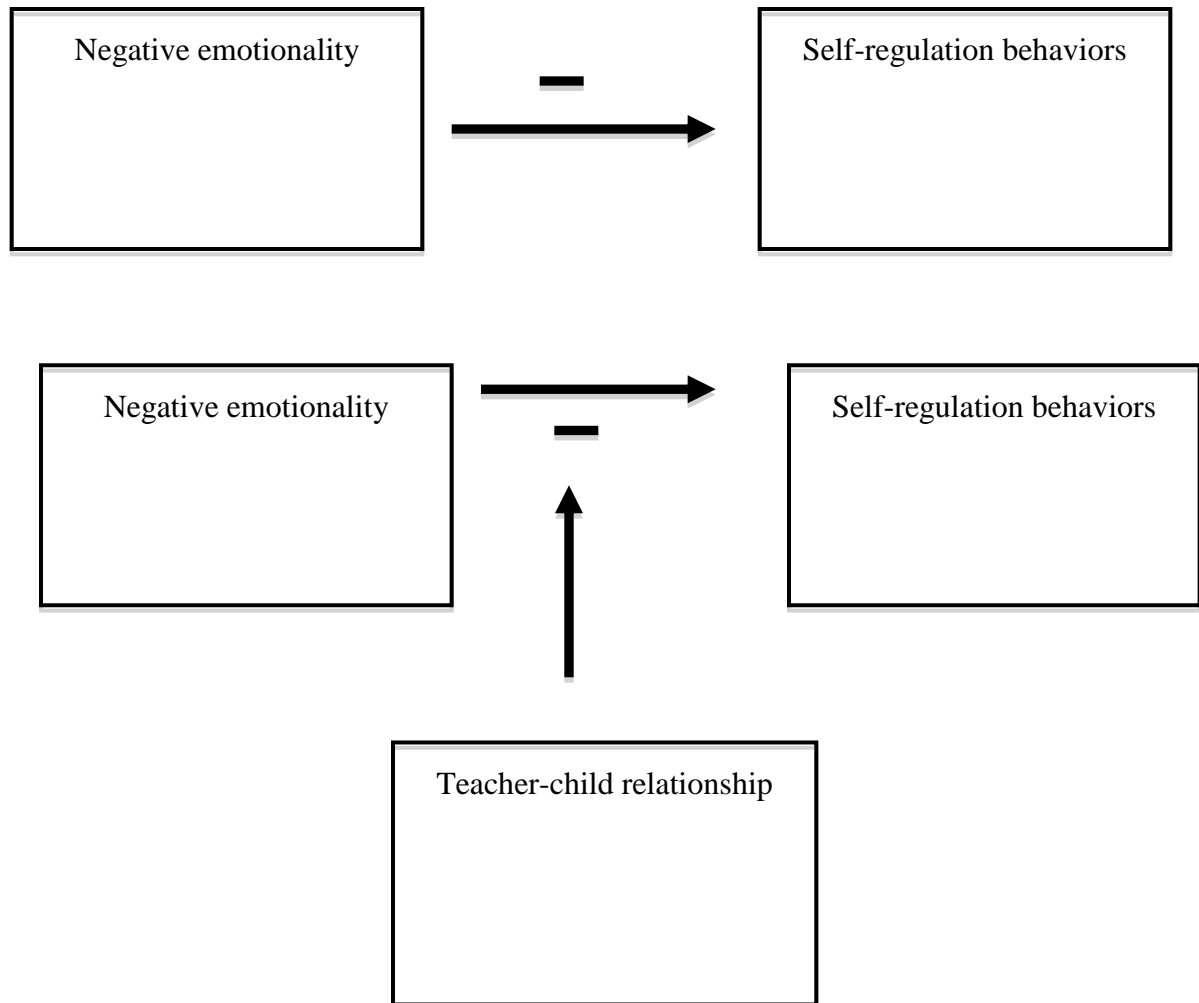 Negative emotionality
Self-regulation behaviors
Negative emotionality
Self-regulation behaviors
Teacher-child relationship